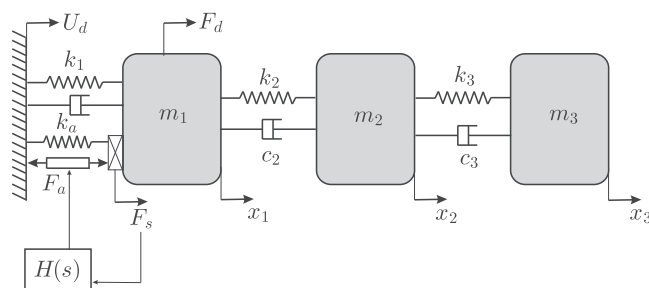 U_d
F_d
k_1
k_2
k_3
k_a
m_1
m_2
m_3
c_2
c_3
F_a
F_s
x_1
x_2
x_3
H(s)